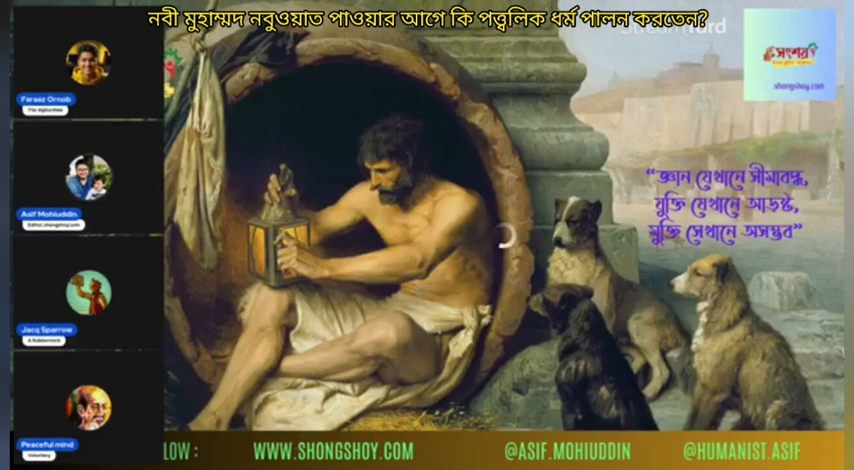 নবী মুহাম্মদ নবুওয়াত পাওয়ার আগে কি পত্ত্বলিক ধর্ম পালন করতেন?
সংশয়
.shongshoy.com
Faraaz Ornob
The Alpha Male
Asif Mohiuddin
Editor, shongshoy.com
Jacq Sparrow
A Rubberneck
Peaceful mind
Voluntary
“জ্ঞান যেখানে সীমাবদ্ধ,
যুক্তি যেখানে আড়ষ্ট,
মুক্তি সেখানে অসম্ভব”
LOW :
WWW.SHONGSHOY.COM
@ASIF.MOHIUDDIN
@HUMANIST.ASIF